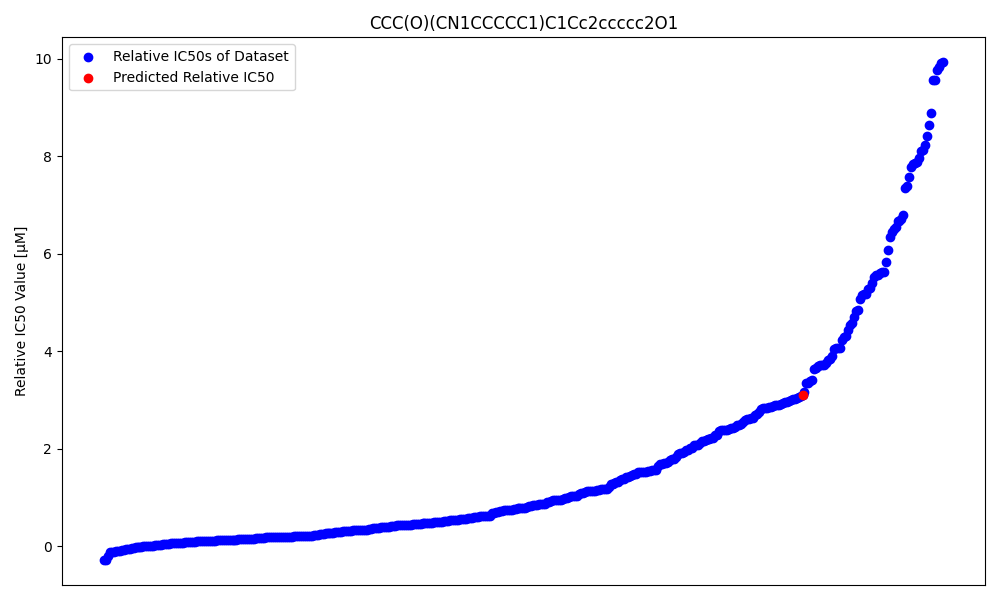 CCC(O)(CN1CCCCC1)C1Cc2ccccc2O1
Relative IC50s of Dataset
Predicted Relative IC50
10
8
6
4
2
0
Relative IC50 Value [µM]